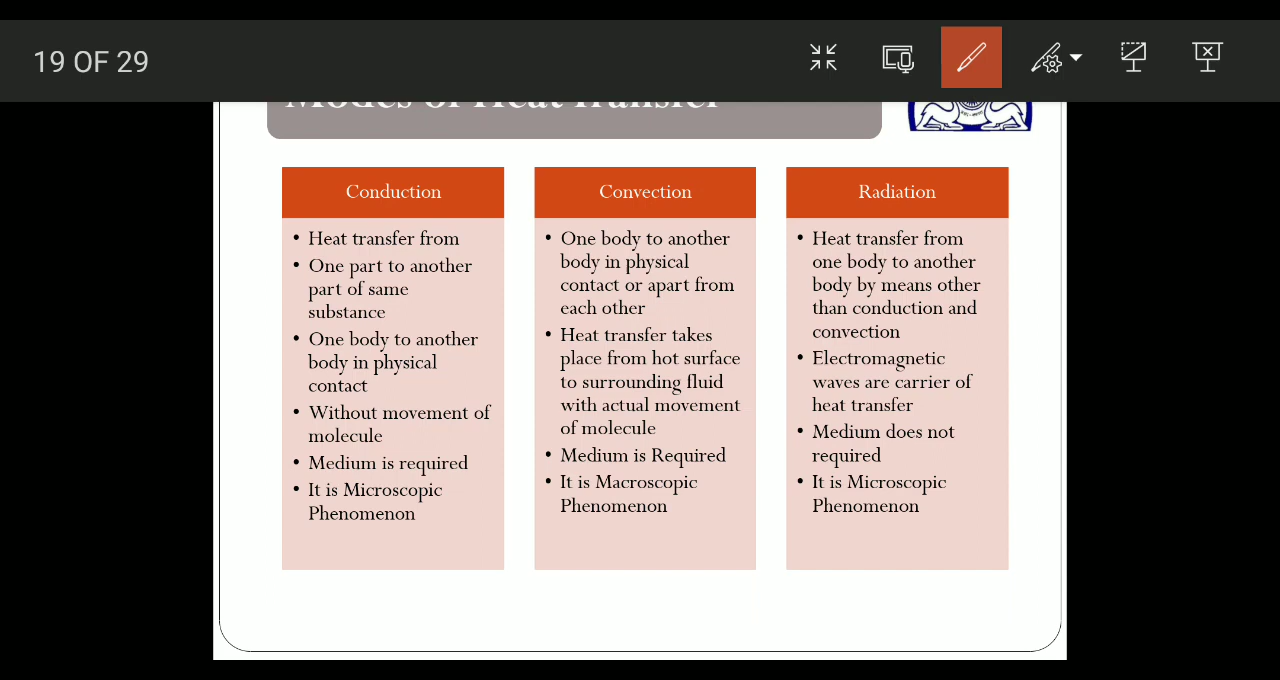 19 OF 29
Modes of Heat Transfer
Conduction
• Heat transfer from
• One part to another
part of same
substance
• One body to another
body in physical
contact
• Without movement of
molecule
• Medium is required
• It is Microscopic
Phenomenon
Convection
• One body to another
body in physical
contact or apart from
each other
• Heat transfer takes
place from hot surface
to surrounding fluid
with actual movement
of molecule
• Medium is Required
• It is Macroscopic
Phenomenon
Radiation
• Heat transfer from
one body to another
body by means other
than conduction and
convection
• Electromagnetic
waves are carrier of
heat transfer
• Medium does not
required
• It is Microscopic
Phenomenon